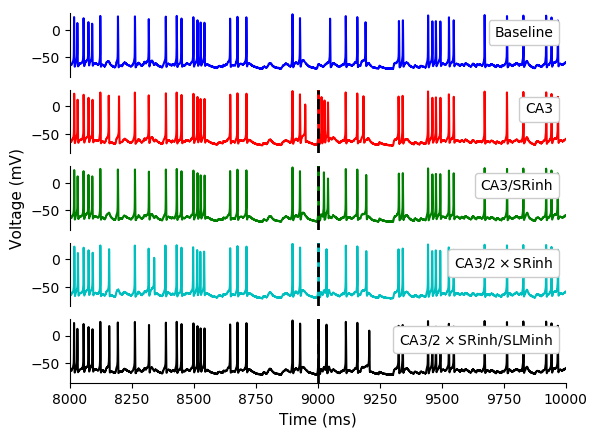 0
−50
Baseline
0
−50
CA3
Voltage (mV)
0
−50
CA3/SRinh
0
−50
CA3/2 × SRinh
0
−50
CA3/2 × SRinh/SLMinh
8000 8250 8500 8750 9000 9250 9500 9750 10000
Time (ms)